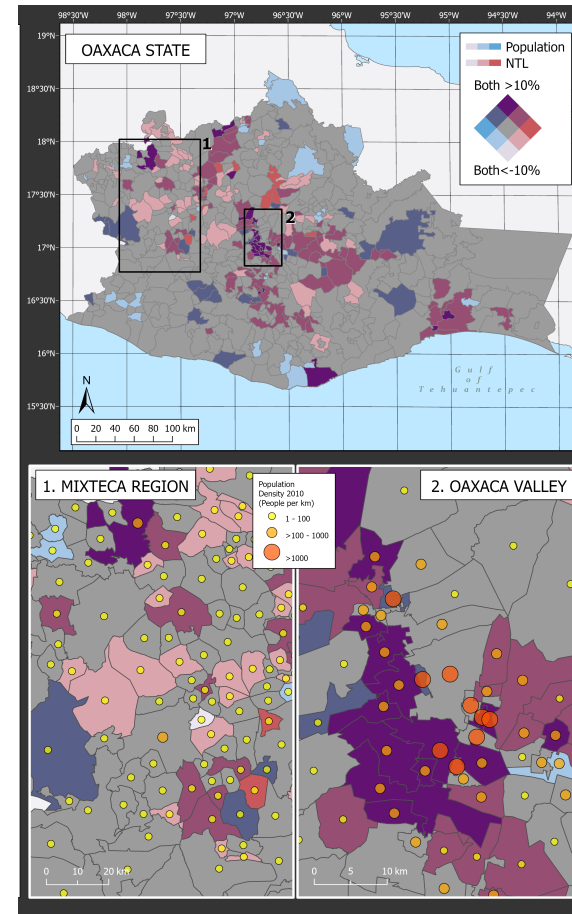 98°30'W 98°W 97°30'W 97°W 96°30'W 96°W 95°30'W 95°W 94°30'W 94°W
19°N
18°30'N
18°N
17°30'N
17°N
16°30'N
16°N
15°30'N
OAXACA STATE
Population
NTL
Both >10%
Both<-10%
1
2
Gulf
of
Tehuantepec
N
0 20 40 60 80 100 km
1. MIXTECA REGION
Population
Density 2010
(People per km)
1 - 100
>100 - 1000
>1000
2. OAXACA VALLEY
0 10 20 km
0 5 10 km